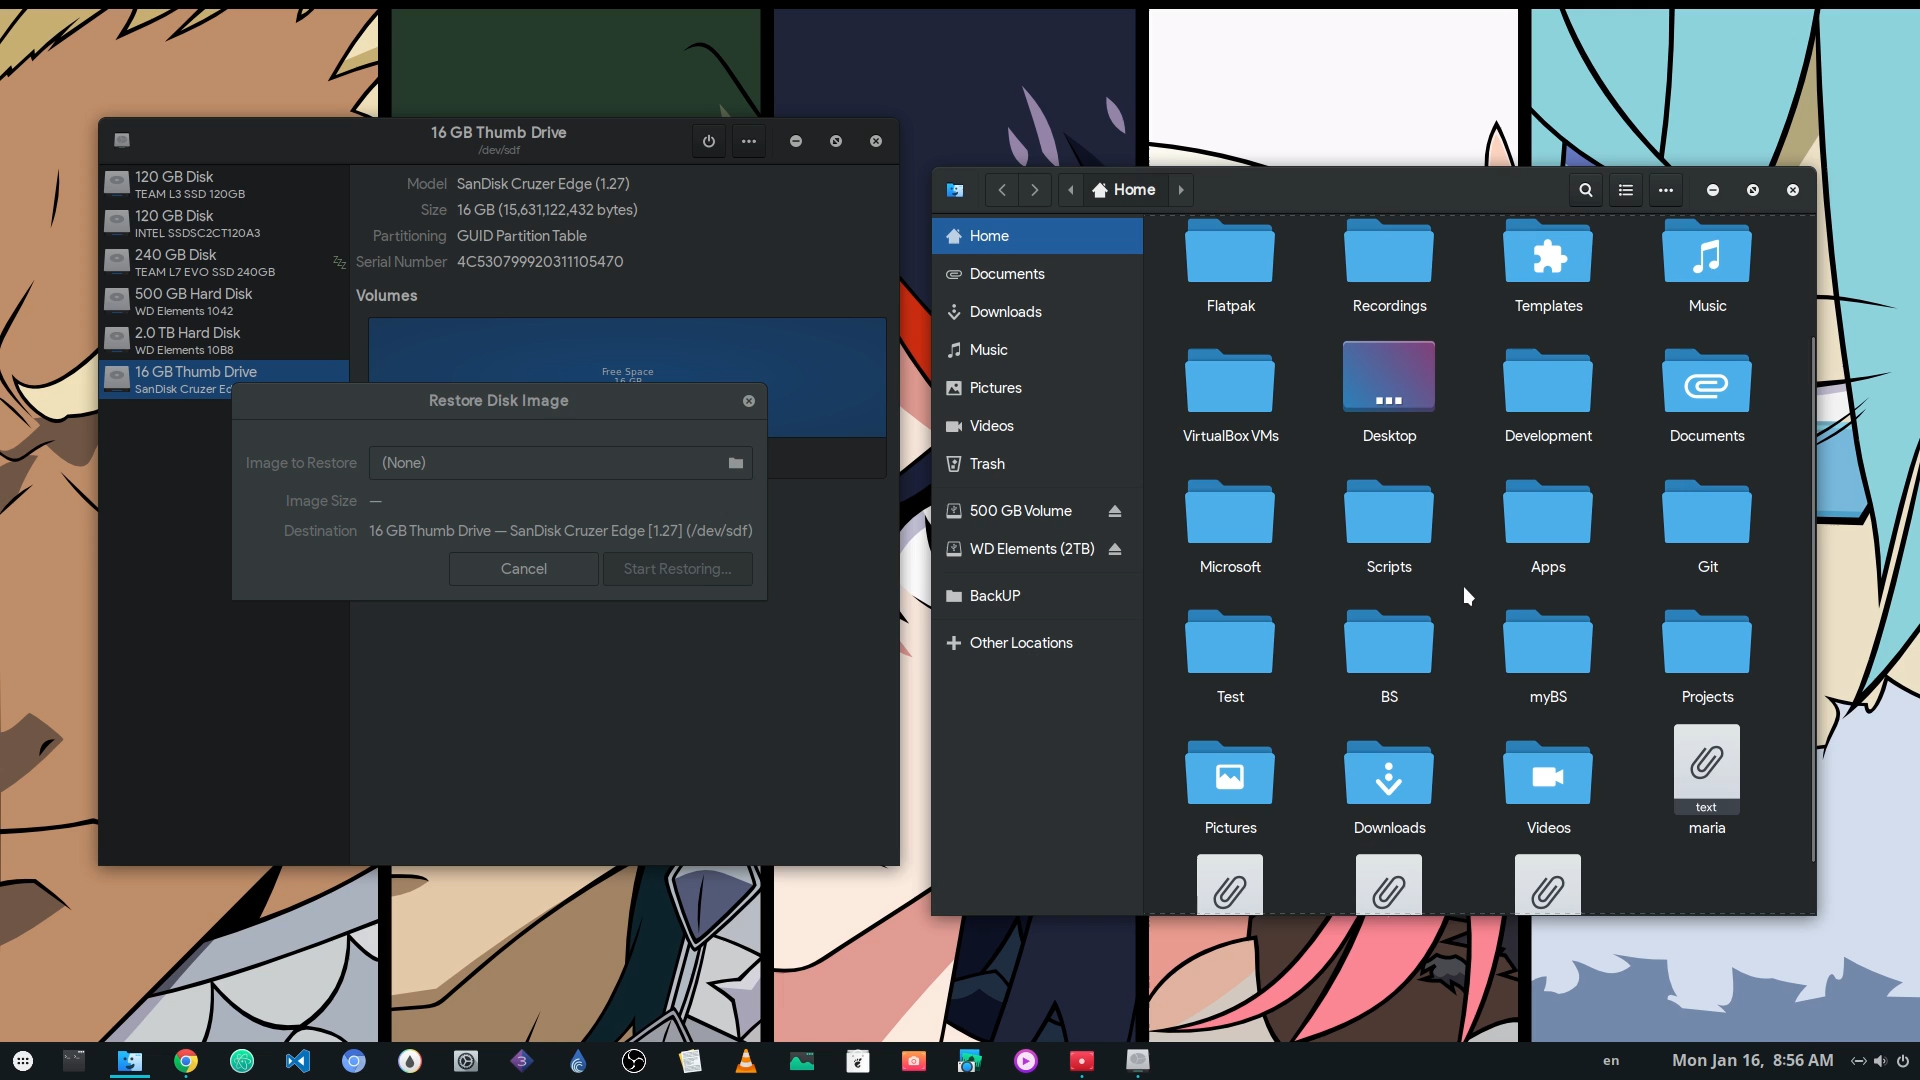 16 GB Thumb Drive
/dev/sdf
120 GB Disk
TEAM L3 SSD 120GB
120 GB Disk
INTEL SSDSC2CT120A3
240 GB Disk
TEAM L7 EVO SSD 240GB
500 GB Hard Disk
WD Elements 1042
2.0 TB Hard Disk
WD Elements 10B8
16 GB Thumb Drive
SanDisk Cruzer Ed
Model SanDisk Cruzer Edge (1.27)
Size 16 GB (15,631,122,432 bytes)
Partitioning GUID Partition Table
Serial Number 4C530799920311105470
Volumes
Free Space
16 GB
Restore Disk Image
Image to Restore (None)
Image Size —
Destination 16 GB Thumb Drive — SanDisk Cruzer Edge [1.27] (/dev/sdf)
Cancel Start Restoring...
Home
Home
Documents
Downloads
Music
Pictures
Videos
Trash
500 GB Volume
WD Elements (2TB)
BackUP
Other Locations
Flatpak Recordings Templates Music
VirtualBox VMs Desktop Development Documents
Microsoft Scripts Apps Git
Test BS myBS Projects
text
Pictures Downloads Videos maria
en Mon Jan 16, 8:56 AM